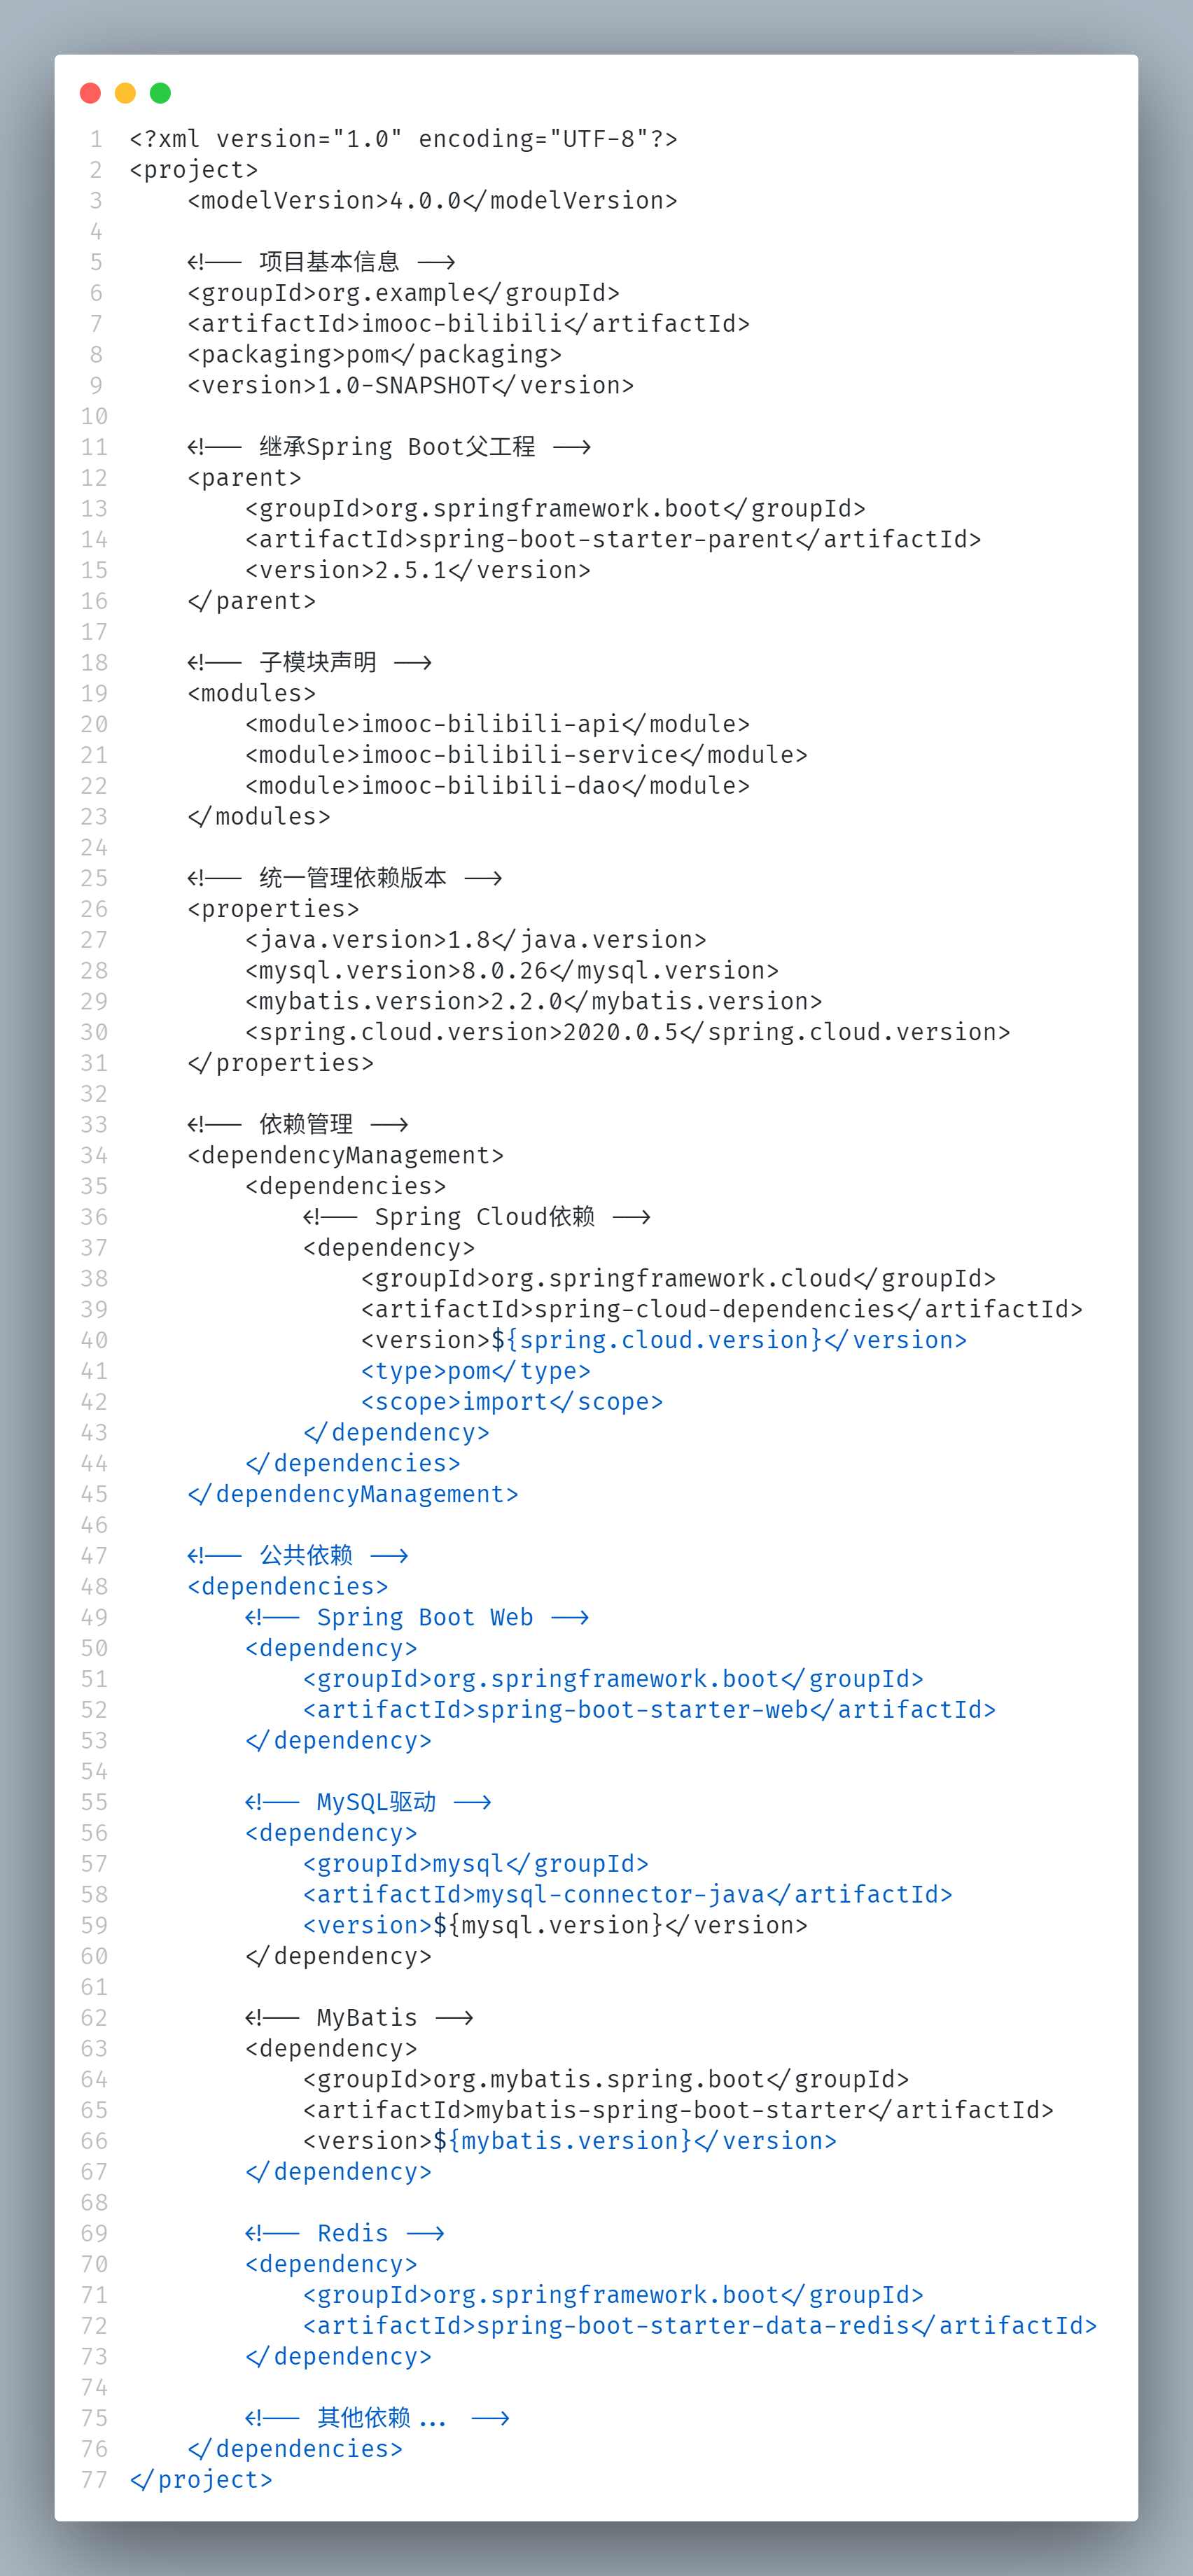 1 <?xml version="1.0" encoding="UTF-8"?>
2 <project>
3     <modelVersion>4.0.0</modelVersion>
4
5     <!-- 项目基本信息 -->
6     <groupId>org.example</groupId>
7     <artifactId>imooc-bilibili</artifactId>
8     <packaging>pom</packaging>
9     <version>1.0-SNAPSHOT</version>
10
11     <!-- 继承Spring Boot父工程 -->
12     <parent>
13         <groupId>org.springframework.boot</groupId>
14         <artifactId>spring-boot-starter-parent</artifactId>
15         <version>2.5.1</version>
16     </parent>
17
18     <!-- 子模块声明 -->
19     <modules>
20         <module>imooc-bilibili-api</module>
21         <module>imooc-bilibili-service</module>
22         <module>imooc-bilibili-dao</module>
23     </modules>
24
25     <!-- 统一管理依赖版本 -->
26     <properties>
27         <java.version>1.8</java.version>
28         <mysql.version>8.0.26</mysql.version>
29         <mybatis.version>2.2.0</mybatis.version>
30         <spring.cloud.version>2020.0.5</spring.cloud.version>
31     </properties>
32
33     <!-- 依赖管理 -->
34     <dependencyManagement>
35         <dependencies>
36             <!-- Spring Cloud依赖 -->
37             <dependency>
38                 <groupId>org.springframework.cloud</groupId>
39                 <artifactId>spring-cloud-dependencies</artifactId>
40                 <version>${spring.cloud.version}</version>
41                 <type>pom</type>
42                 <scope>import</scope>
43             </dependency>
44         </dependencies>
45     </dependencyManagement>
46
47     <!-- 公共依赖 -->
48     <dependencies>
49         <!-- Spring Boot Web -->
50         <dependency>
51             <groupId>org.springframework.boot</groupId>
52             <artifactId>spring-boot-starter-web</artifactId>
53         </dependency>
54
55         <!-- MySQL驱动 -->
56         <dependency>
57             <groupId>mysql</groupId>
58             <artifactId>mysql-connector-java</artifactId>
59             <version>${mysql.version}</version>
60         </dependency>
61
62         <!-- MyBatis -->
63         <dependency>
64             <groupId>org.mybatis.spring.boot</groupId>
65             <artifactId>mybatis-spring-boot-starter</artifactId>
66             <version>${mybatis.version}</version>
67         </dependency>
68
69         <!-- Redis -->
70         <dependency>
71             <groupId>org.springframework.boot</groupId>
72             <artifactId>spring-boot-starter-data-redis</artifactId>
73         </dependency>
74
75         <!-- 其他依赖... -->
76     </dependencies>
77 </project>